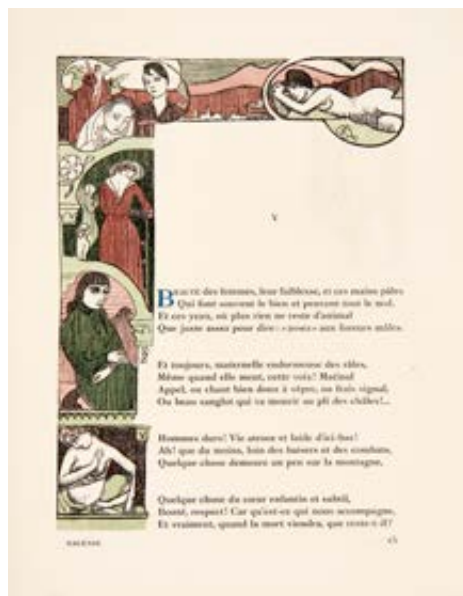 V
BEAUTÉ des femmes, leur faiblesse, et ces mains pâles
Qui font souvent le bien et peuvent tout le mal.
Et ces yeux, où plus rien ne reste d'animal
Que juste assez pour dire: «assez» aux fureurs mâles.
Et toujours, maternelle endormeuse des râles,
Même quand elle ment, cette voix! Matinal
Appel, ou chant bien doux à vêpre, ou frais signal,
Ou beau sanglot qui va mourir au pli des châles!...
Hommes durs! Vie atroce et laide d'ici-bas!
Ah! que du moins, loin des baisers et des combats,
Quelque chose demeure un peu sur la montagne,
Quelque chose du cœur enfantin et subtil,
Bonté, respect! Car qu'est-ce qui nous accompagne,
Et vraiment, quand la mort viendra, que reste-t-il?
SAGESSE